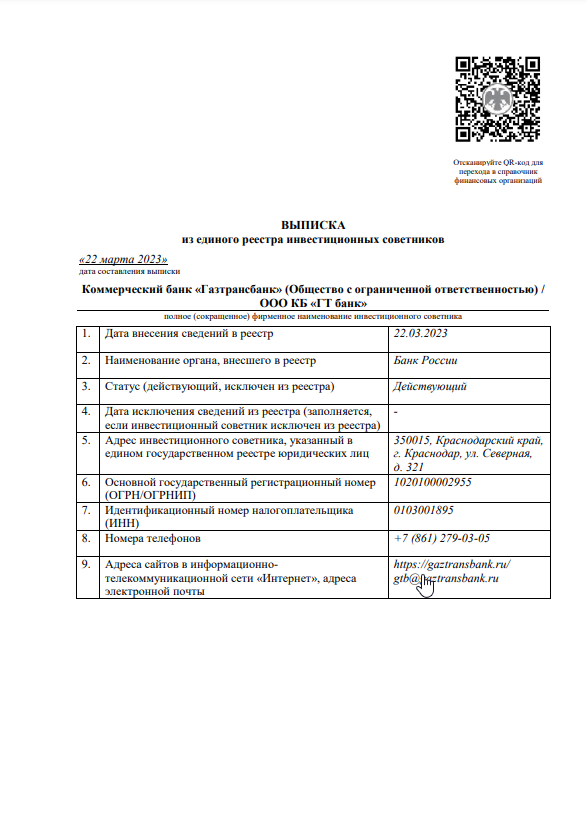 Отсканируйте QR-код для
перехода в справочник
финансовых организаций
ВЫПИСКА
из единого реестра инвестиционных советников
«22 марта 2023»
дата составления выписки
Коммерческий банк «Газтрансбанк» (Общество с ограниченной ответственностью) /
ООО КБ «ГТ банк»
полное (сокращенное) фирменное наименование инвестиционного советника
1. Дата внесения сведений в реестр 22.03.2023
2. Наименование органа, внесшего в реестр Банк России
3. Статус (действующий, исключен из реестра) Действующий
4. Дата исключения сведений из реестра (заполняется, -
если инвестиционный советник исключен из реестра)
5. Адрес инвестиционного советника, указанный в 350015, Краснодарский край,
едином государственном реестре юридических лиц г. Краснодар, ул. Северная,
д. 321
6. Основной государственный регистрационный номер 1020100002955
(ОГРН/ОГРНИП)
7. Идентификационный номер налогоплательщика 0103001895
(ИНН)
8. Номера телефонов +7 (861) 279-03-05
9. Адреса сайтов в информационно- https://gaztransbank.ru/
телекоммуникационной сети «Интернет», адреса gtb@gaztransbank.ru
электронной почты